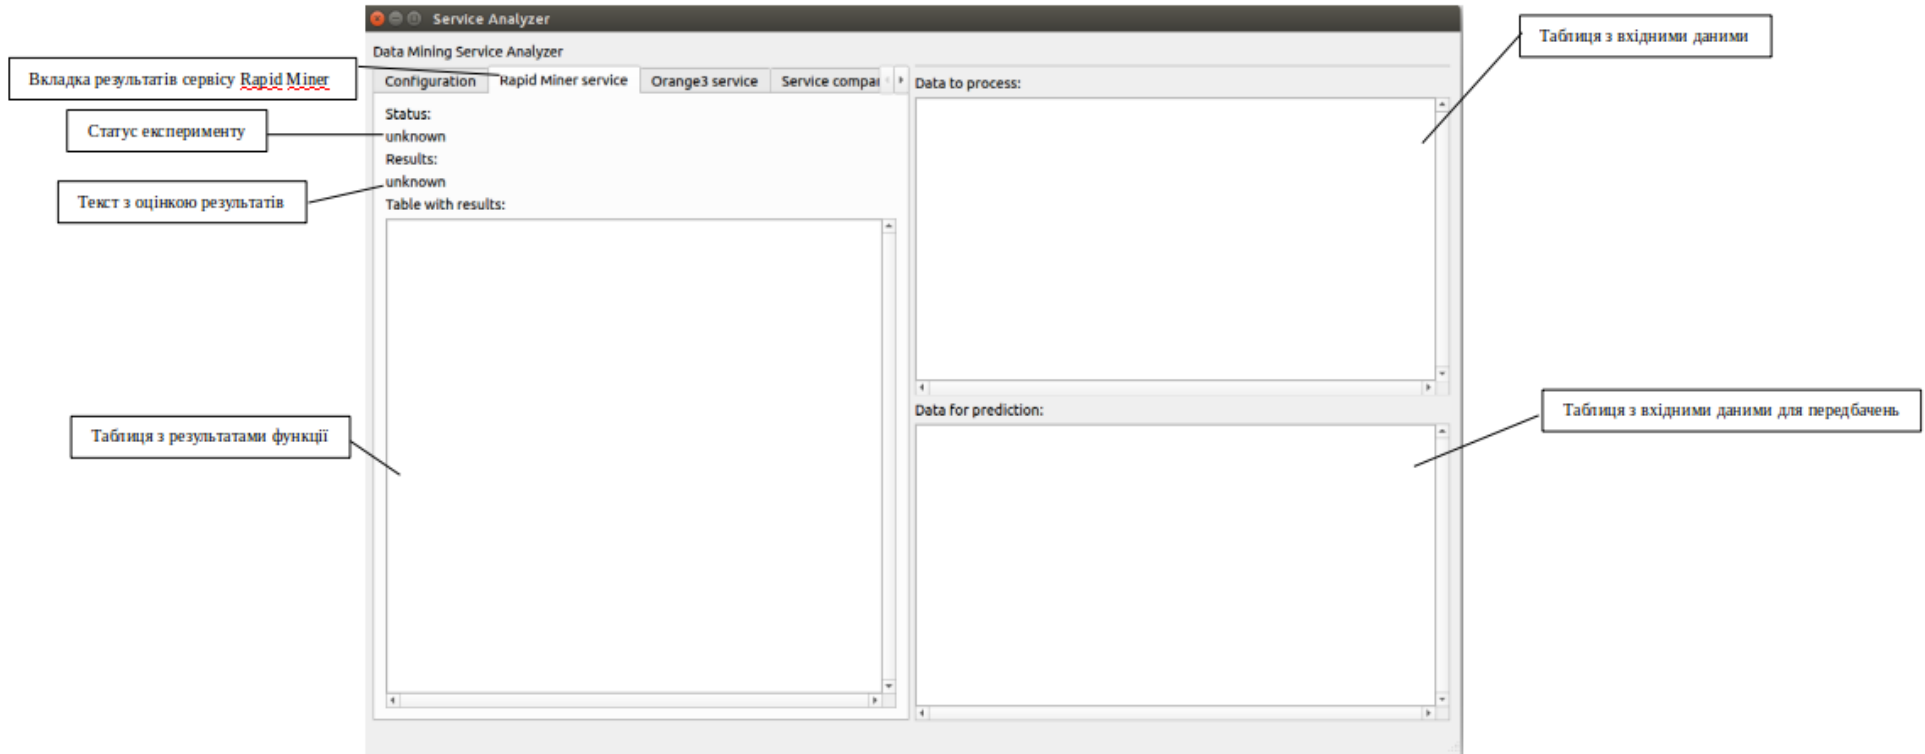 Service Analyzer
Data Mining Service Analyzer
Configuration
Rapid Miner service
Orange3 service
Service compar
Status:
unknown
Results:
unknown
Table with results:
Data to process:
Data for prediction:
Вкладка результатів сервісу Rapid Miner
Статус експерименту
Текст з оцінкою результатів
Таблиця з результатами функції
Таблиця з вхідними даними
Таблиця з вхідними даними для передбачень